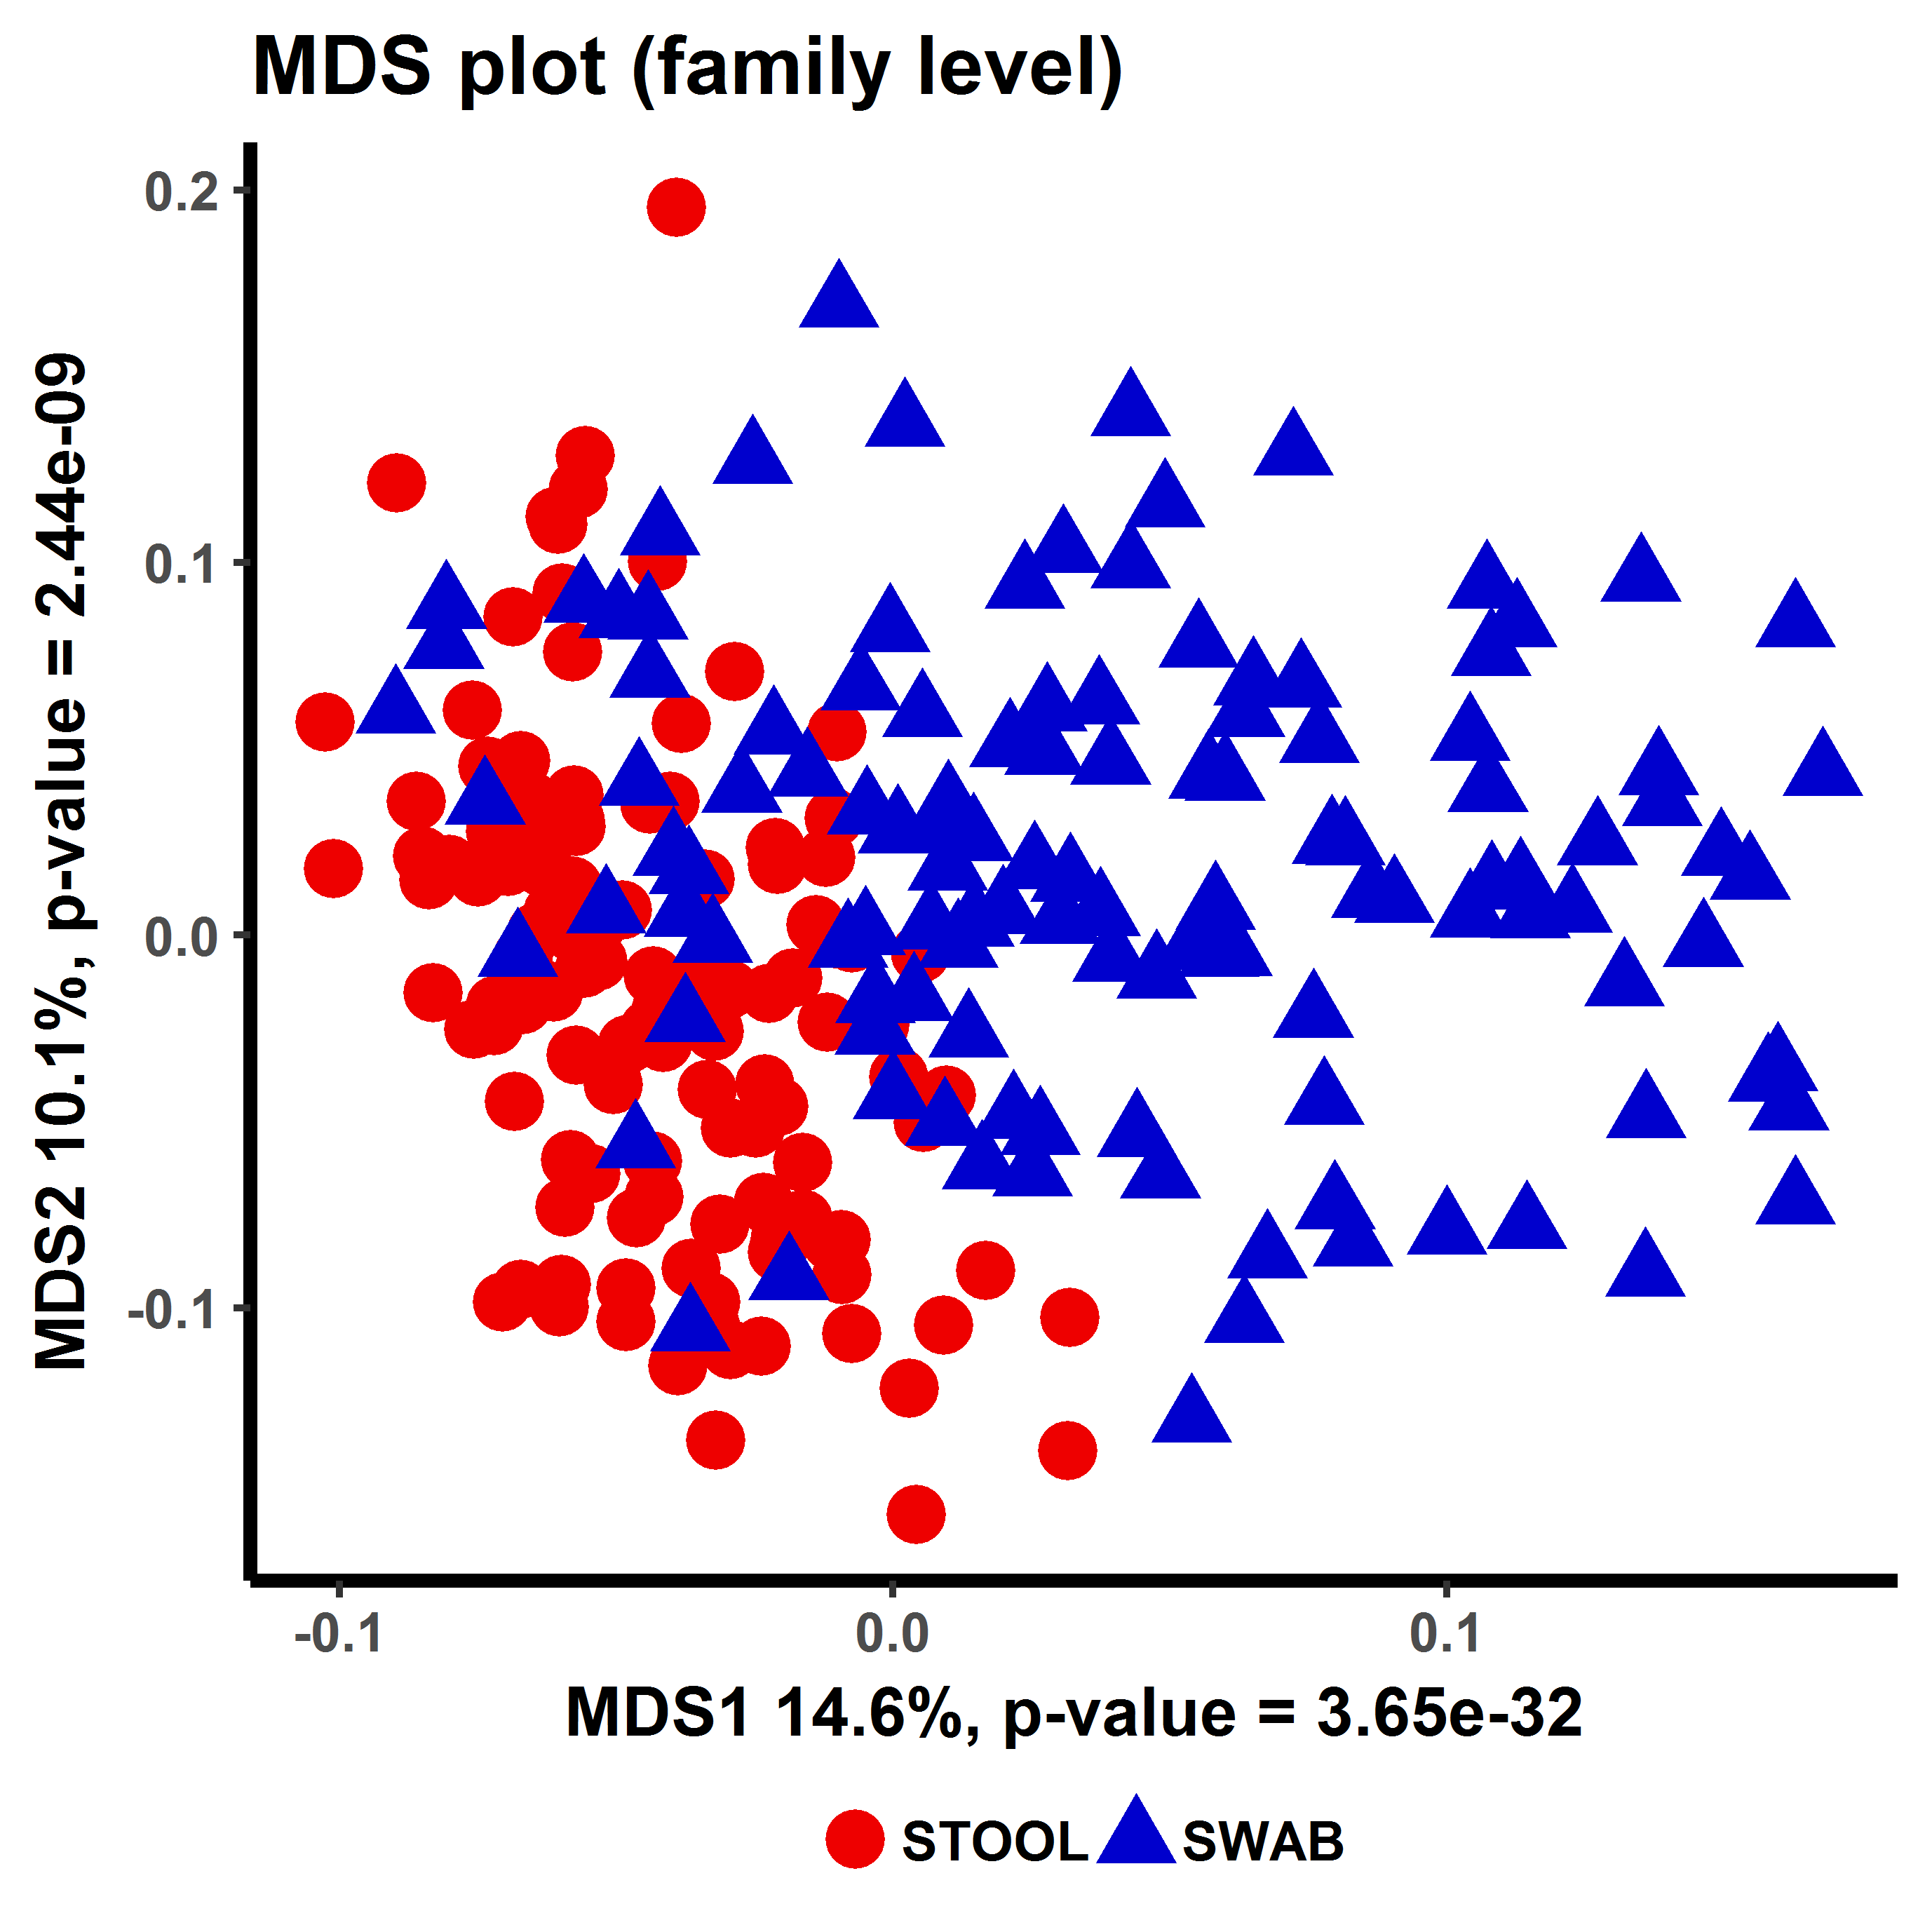 MDS plot (family level)
MDS2 10.1%, p-value = 2.44e-09
0.2
0.1
0.0
-0.1
-0.1 0.0 0.1
MDS1 14.6%, p-value = 3.65e-32
STOOL SWAB